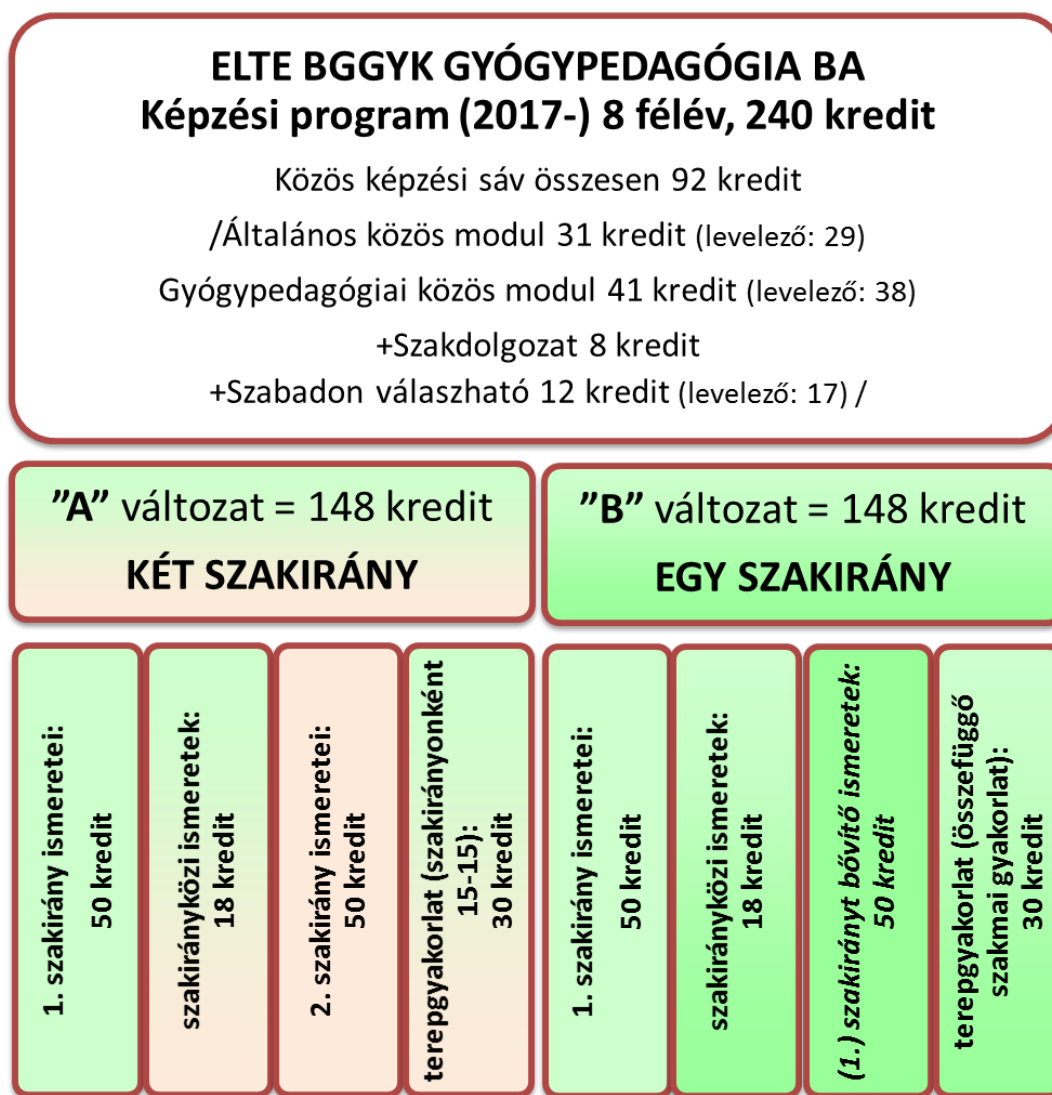 ELTE BGGYK GYÓGYPEDAGÓGIA BA
Képzési program (2017-) 8 félév, 240 kredit
Közös képzési sáv összesen 92 kredit
/Általános közös modul 31 kredit (levelező: 29)
Gyógypedagógiai közös modul 41 kredit (levelező: 38)
+Szakdolgozat 8 kredit
+Szabadon válaszható 12 kredit (levelező: 17) /
”A” változat = 148 kredit
KÉT SZAKIRÁNY
”B” változat = 148 kredit
EGY SZAKIRÁNY
1. szakirány ismeretei:
50 kredit
szakirányközi ismeretek:
18 kredit
2. szakirány ismeretei:
50 kredit
terepgyakorlat (szakirányonként
15-15):
30 kredit
1. szakirány ismeretei:
50 kredit
szakirányközi ismeretek:
18 kredit
(1.) szakirányt bővítő ismeretek:
50 kredit
terepgyakorlat (összefüggő
szakmai gyakorlat):
30 kredit